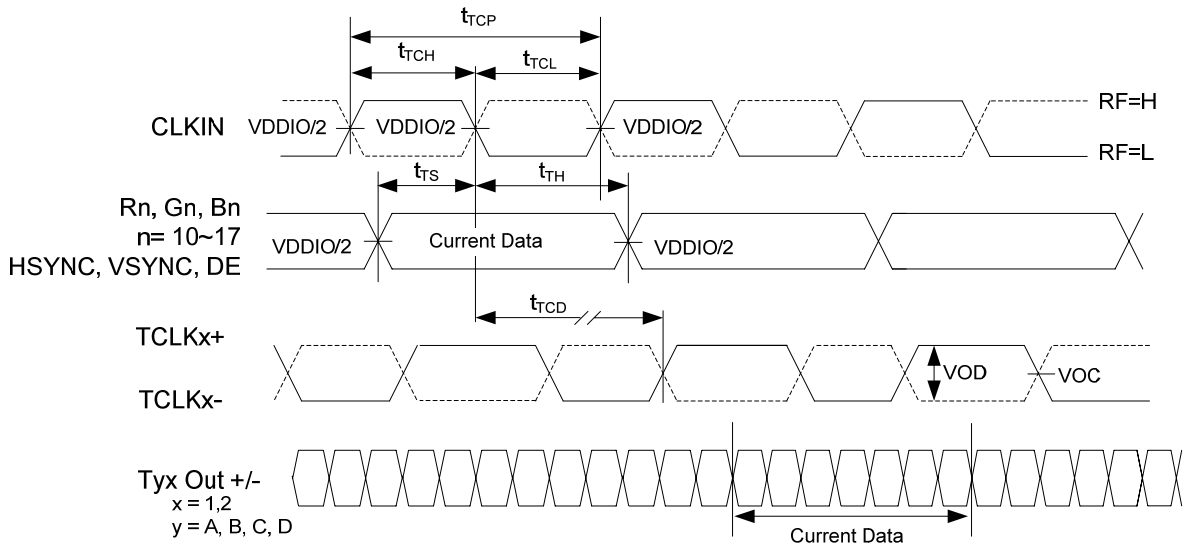 tTCP
tTCH
tTCL
CLKIN
VDDIO/2
VDDIO/2
VDDIO/2
RF=H
RF=L
tTS
tTH
Rn, Gn, Bn
n= 10~17
HSYNC, VSYNC, DE
VDDIO/2
Current Data
VDDIO/2
tTCD
TCLKx+
TCLKx-
VOD
VOC
Tyx Out +/-
x = 1,2
y = A, B, C, D
Current Data